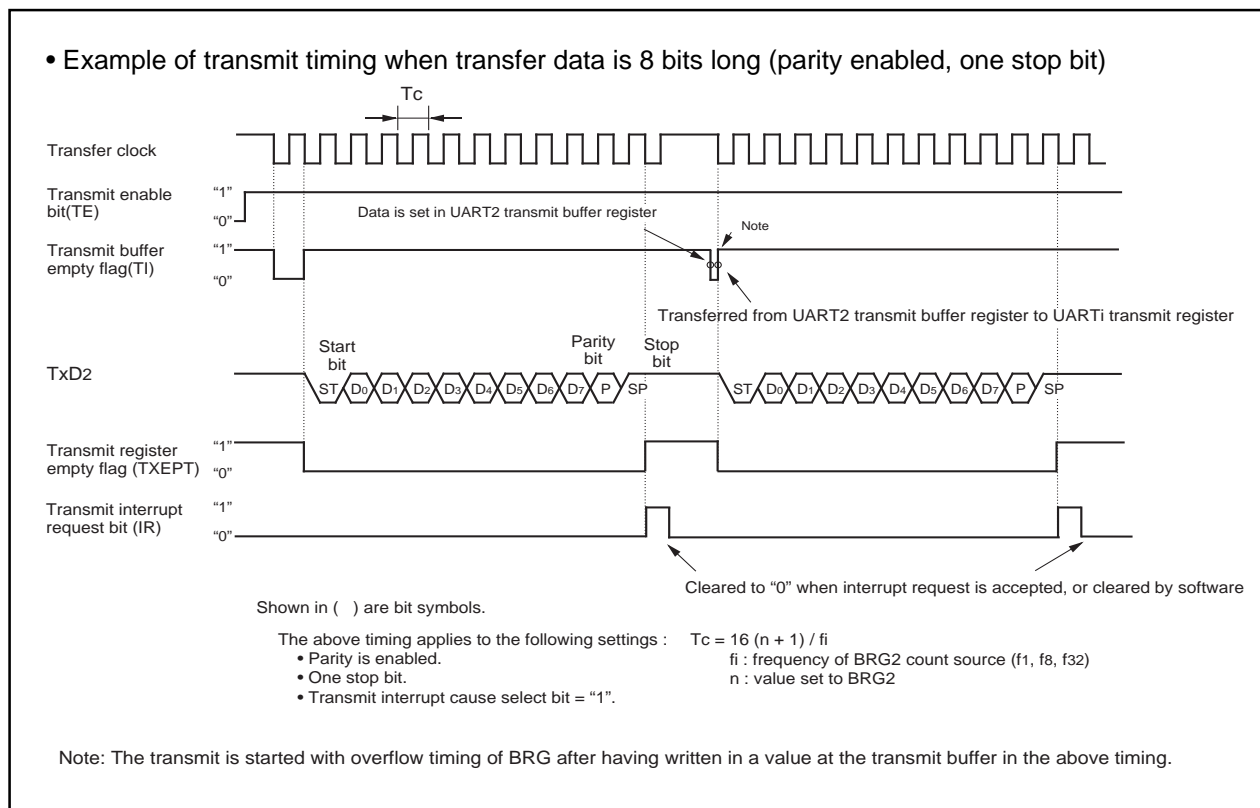 • Example of transmit timing when transfer data is 8 bits long (parity enabled, one stop bit)
Tc
Transfer clock
Transmit enable
bit(TE)
“1”
“0”
Data is set in UART2 transmit buffer register
Note
Transmit buffer
empty flag(TI)
“1”
“0”
Transferred from UART2 transmit buffer register to UARTi transmit register
Start
bit
Parity
bit
Stop
bit
TxD2
ST D0 D1 D2 D3 D4 D5 D6 D7 P SP
ST D0 D1 D2 D3 D4 D5 D6 D7 P SP
Transmit register
empty flag (TXEPT)
“1”
“0”
Transmit interrupt
request bit (IR)
“1”
“0”
Cleared to “0” when interrupt request is accepted, or cleared by software
Shown in ( ) are bit symbols.
The above timing applies to the following settings :
• Parity is enabled.
• One stop bit.
• Transmit interrupt cause select bit = “1”.
Tc = 16 (n + 1) / fi
fi : frequency of BRG2 count source (f1, f8, f32)
n : value set to BRG2
Note: The transmit is started with overflow timing of BRG after having written in a value at the transmit buffer in the above timing.